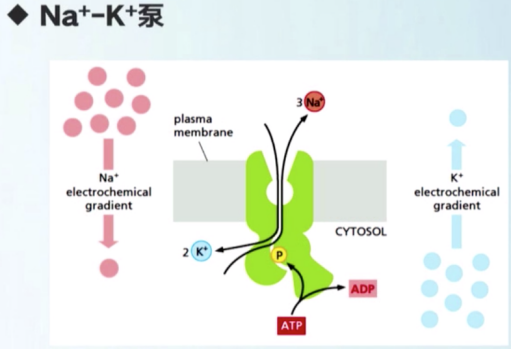 ◆ Na⁺-K⁺泵
3 Na⁺
plasma
membrane
Na⁺
electrochemical
gradient
K⁺
electrochemical
gradient
CYTOSOL
2 K⁺
P
ADP
ATP